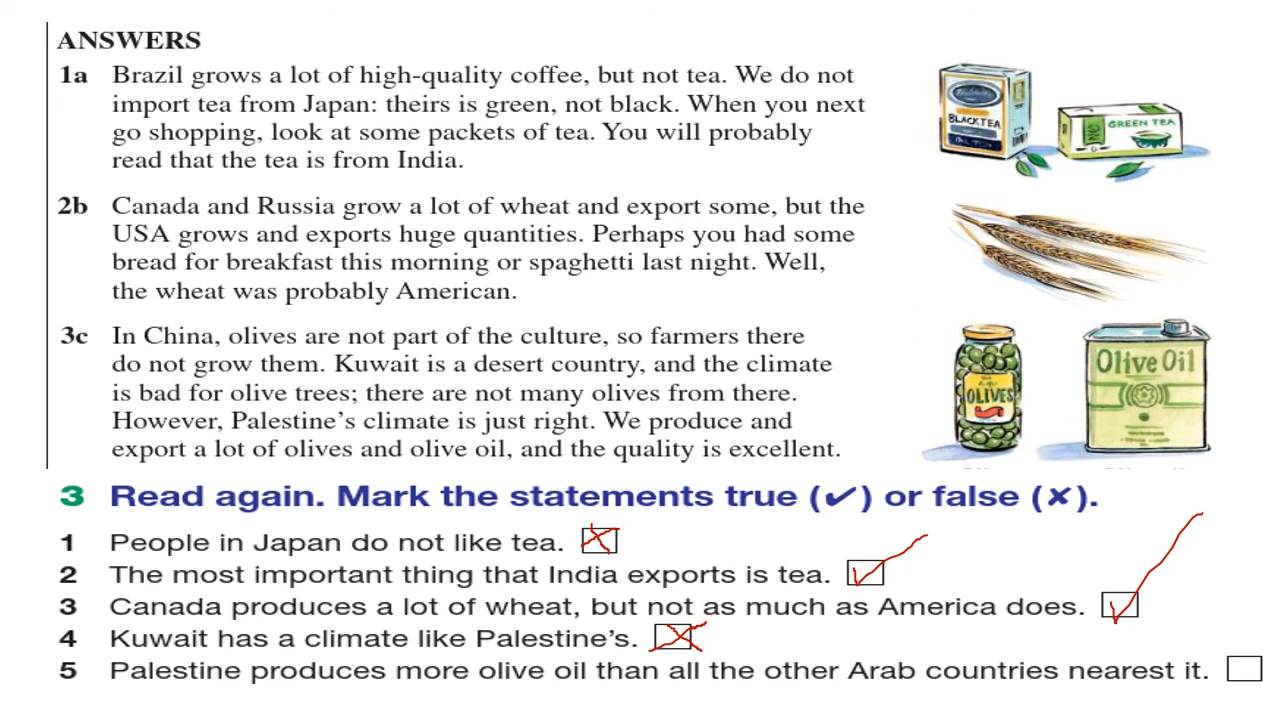 ANSWERS
1a Brazil grows a lot of high-quality coffee, but not tea. We do not
import tea from Japan: theirs is green, not black. When you next
go shopping, look at some packets of tea. You will probably
read that the tea is from India.
BLACK TEA
GREEN TEA
2b Canada and Russia grow a lot of wheat and export some, but the
USA grows and exports huge quantities. Perhaps you had some
bread for breakfast this morning or spaghetti last night. Well,
the wheat was probably American.
3c In China, olives are not part of the culture, so farmers there
do not grow them. Kuwait is a desert country, and the climate
is bad for olive trees; there are not many olives from there.
However, Palestine's climate is just right. We produce and
export a lot of olives and olive oil, and the quality is excellent.
OLIVES
Olive Oil
3 Read again. Mark the statements true (✔) or false (✘).
1 People in Japan do not like tea. ✗
2 The most important thing that India exports is tea. ✓
3 Canada produces a lot of wheat, but not as much as America does. ✓
4 Kuwait has a climate like Palestine's. ✗
5 Palestine produces more olive oil than all the other Arab countries nearest it.